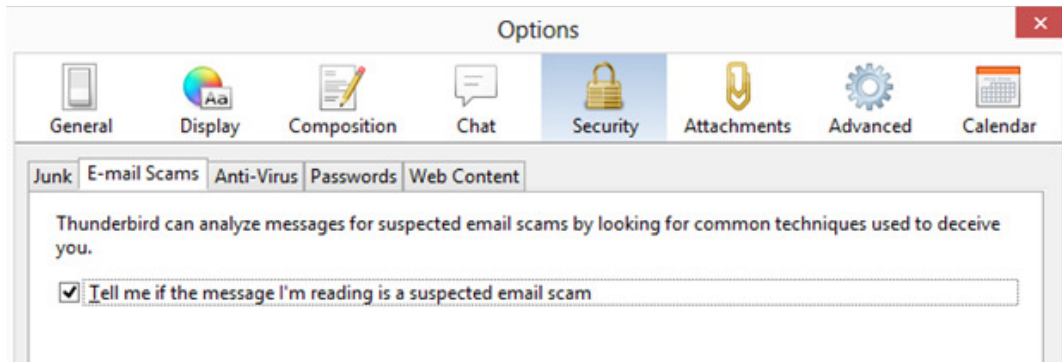 Options
General Display Composition Chat Security Attachments Advanced Calendar
Junk E-mail Scams Anti-Virus Passwords Web Content
Thunderbird can analyze messages for suspected email scams by looking for common techniques used to deceive
you.
Tell me if the message I'm reading is a suspected email scam